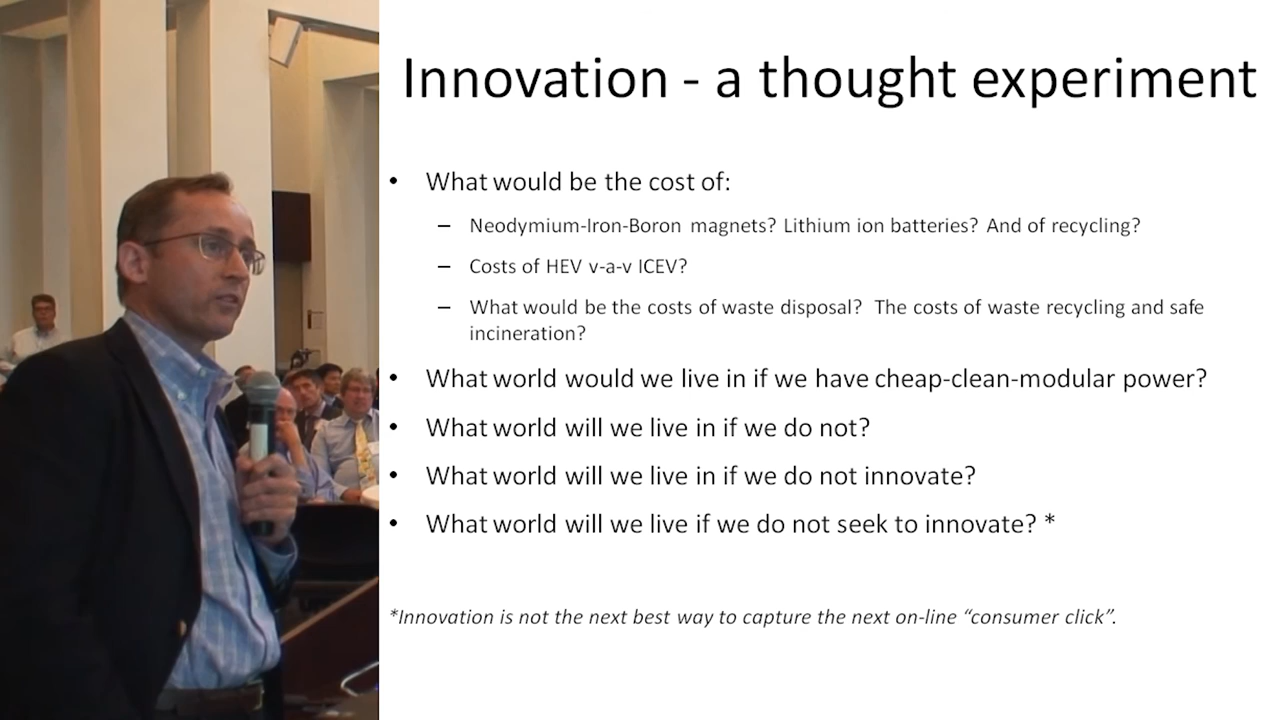 Innovation - a thought experiment
• What would be the cost of:
– Neodymium-Iron-Boron magnets? Lithium ion batteries? And of recycling?
– Costs of HEV v-a-v ICEV?
– What would be the costs of waste disposal? The costs of waste recycling and safe
incineration?
• What world would we live in if we have cheap-clean-modular power?
• What world will we live in if we do not?
• What world will we live in if we do not innovate?
• What world will we live if we do not seek to innovate? *
*Innovation is not the next best way to capture the next on-line “consumer click”.